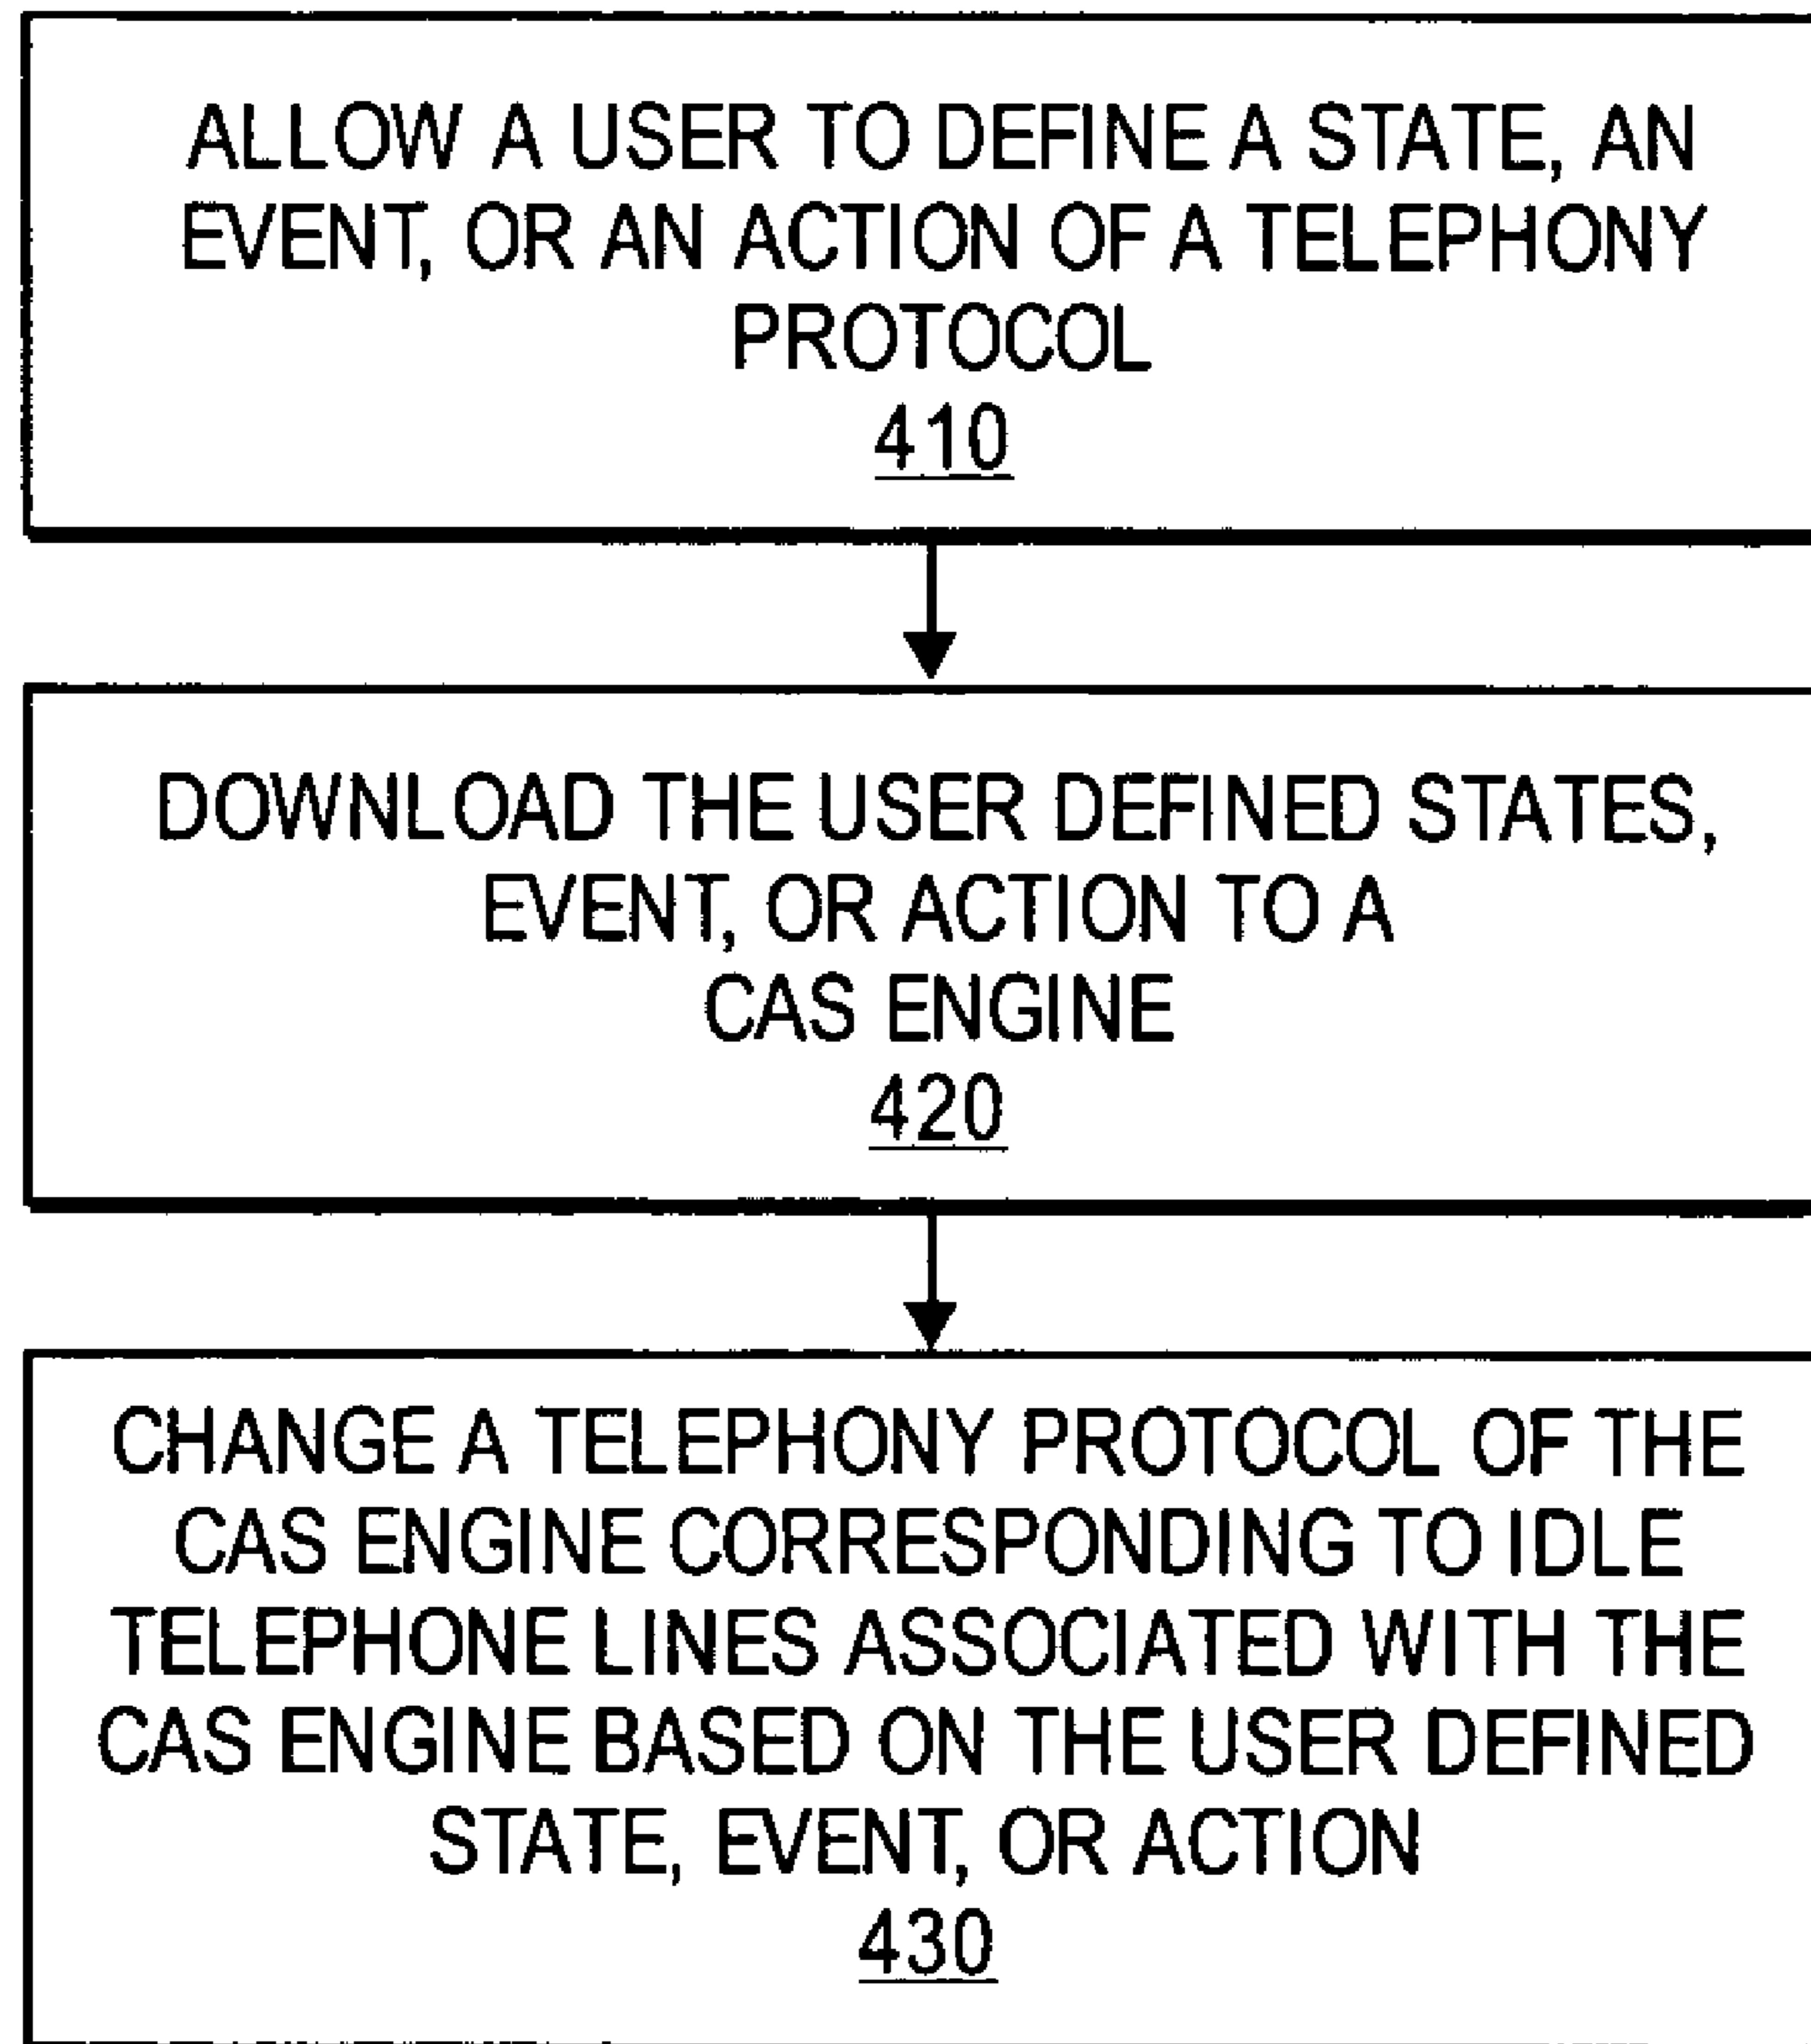 ALLOW A USER TO DEFINE A STATE, AN
EVENT, OR AN ACTION OF A TELEPHONY
PROTOCOL
410
DOWNLOAD THE USER DEFINED STATES,
EVENT, OR ACTION TO A
CAS ENGINE
420
CHANGE A TELEPHONY PROTOCOL OF THE
CAS ENGINE CORRESPONDING TO IDLE
TELEPHONE LINES ASSOCIATED WITH THE
CAS ENGINE BASED ON THE USER DEFINED
STATE, EVENT, OR ACTION
430